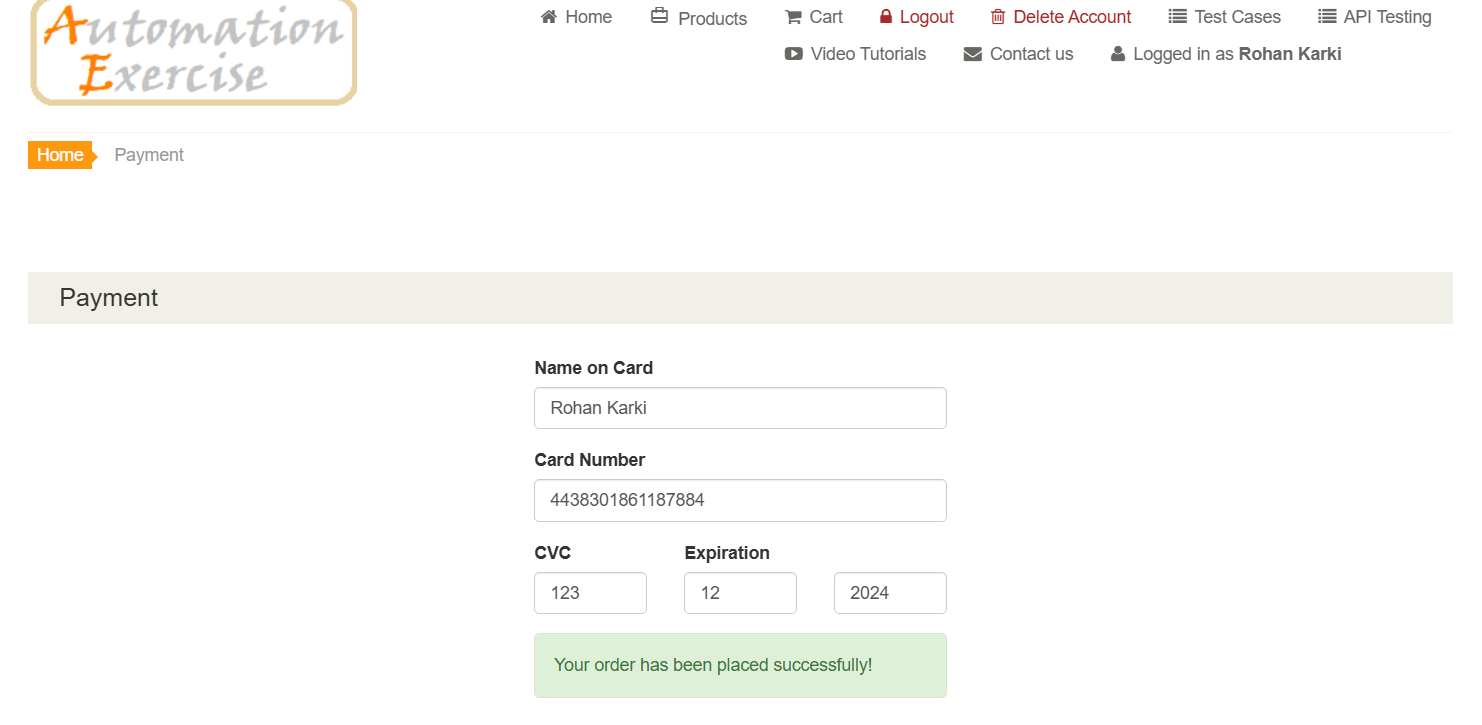 Automation
Exercise
Home Products Cart Logout Delete Account Test Cases API Testing
Video Tutorials Contact us Logged in as Rohan Karki
Home Payment
Payment
Name on Card
Rohan Karki
Card Number
4438301861187884
CVC Expiration
123 12 2024
Your order has been placed successfully!